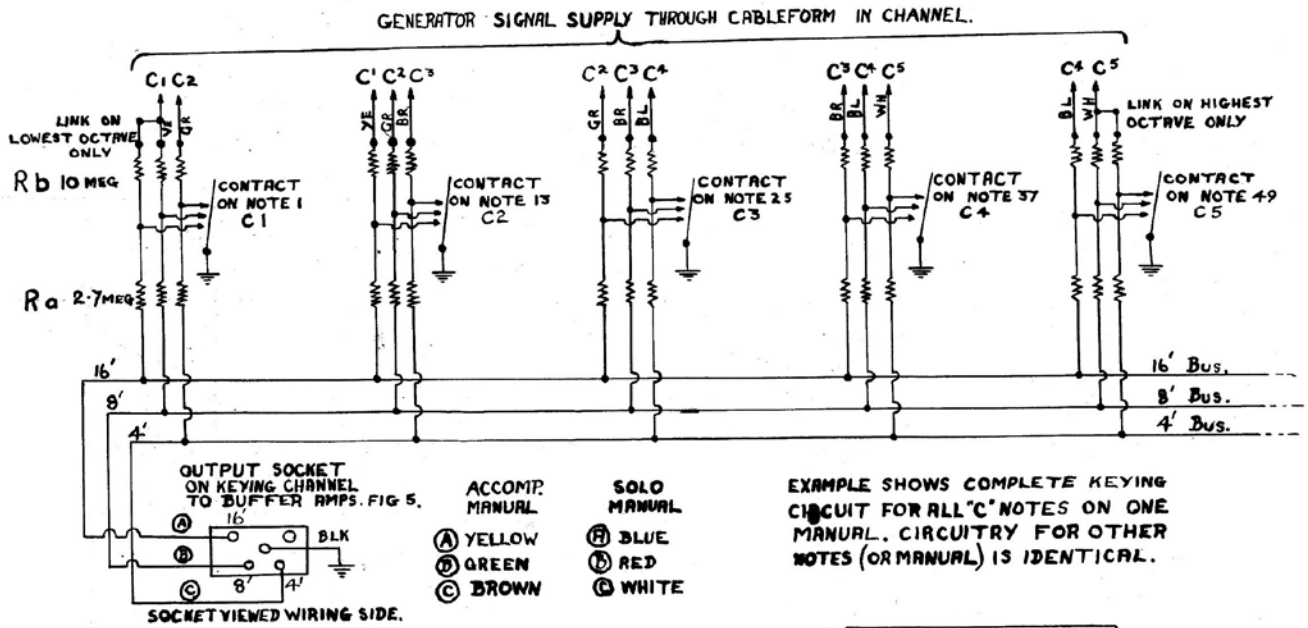 GENERATOR SIGNAL SUPPLY THROUGH CABLEFORM IN CHANNEL.
C1 C2
C1 C2 C3
C2 C3 C4
C3 C4 C5
C4 C5
LINK ON
LOWEST OCTAVE
ONLY
YE
GR
YE
GR
BR
GR
BR
BL
BR
BL
WH
BL
WH
LINK ON HIGHEST
OCTAVE ONLY
Rb 10 MEG
CONTACT
ON NOTE 1
C1
CONTACT
ON NOTE 13
C2
CONTACT
ON NOTE 25
C3
CONTACT
ON NOTE 37
C4
CONTACT
ON NOTE 49
C5
Ra 2·7 MEG
16'
16' BUS.
8'
8' BUS.
4'
4' BUS.
OUTPUT SOCKET
ON KEYING CHANNEL
TO BUFFER AMPS. FIG 5.
16'
A
B
C
BLK
8'
4'
SOCKET VIEWED WIRING SIDE.
ACCOMP.
MANUAL
A YELLOW
B GREEN
C BROWN
SOLO
MANUAL
A BLUE
B RED
C WHITE
EXAMPLE SHOWS COMPLETE KEYING
CIRCUIT FOR ALL "C" NOTES ON ONE
MANUAL. CIRCUITRY FOR OTHER
NOTES (OR MANUAL) IS IDENTICAL.